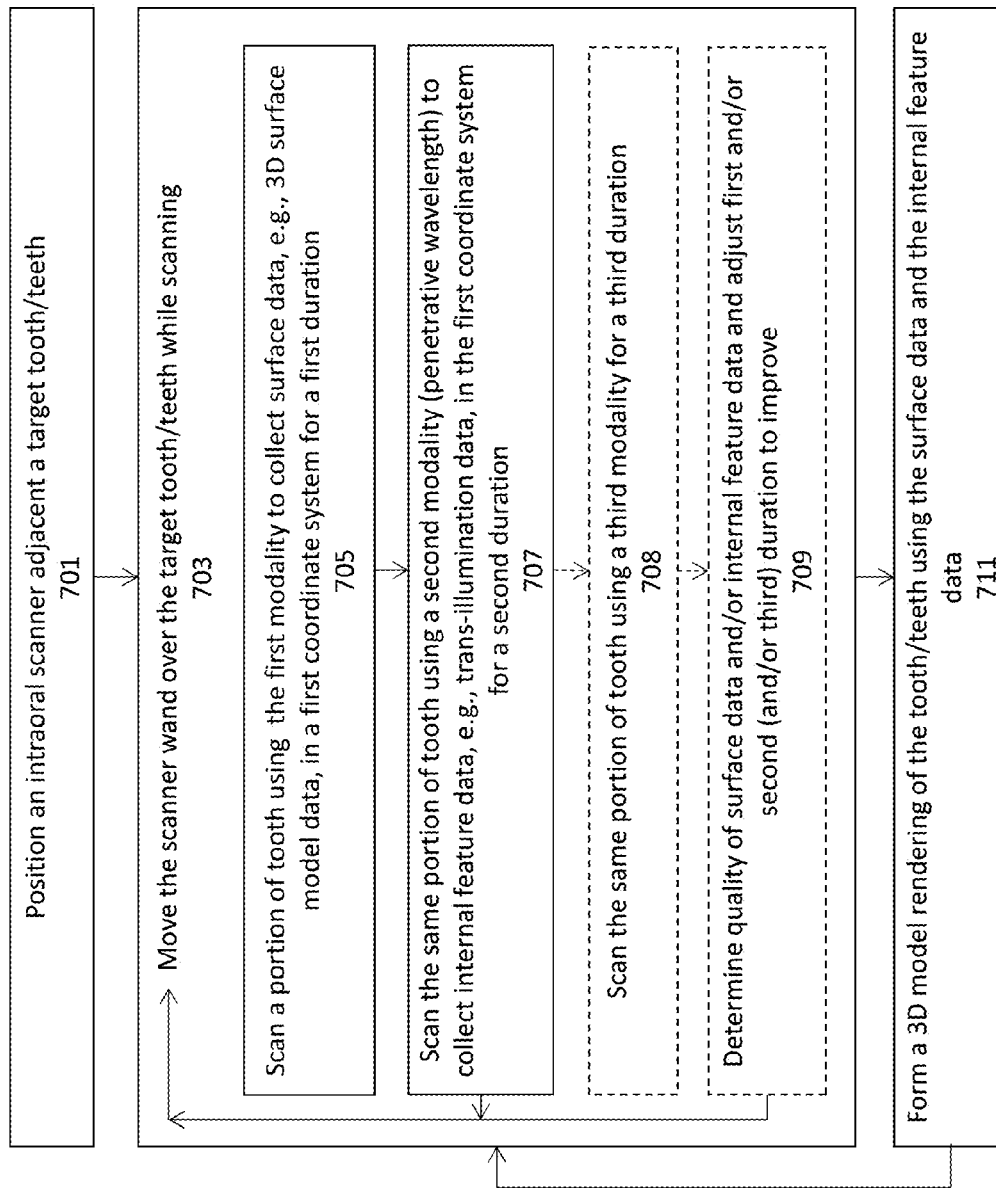 Position an intraoral scanner adjacent a target tooth/teeth
701
Move the scanner wand over the target tooth/teeth while scanning
703
Scan a portion of tooth using the first modality to collect surface data, e.g., 3D surface
model data, in a first coordinate system for a first duration
705
Scan the same portion of tooth using a second modality (penetrative wavelength) to
collect internal feature data, e.g., trans-illumination data, in the first coordinate system
for a second duration
707
Scan the same portion of tooth using a third modality for a third duration
708
Determine quality of surface data and/or internal feature data and adjust first and/or
second (and/or third) duration to improve
709
Form a 3D model rendering of the tooth/teeth using the surface data and the internal feature
data
711